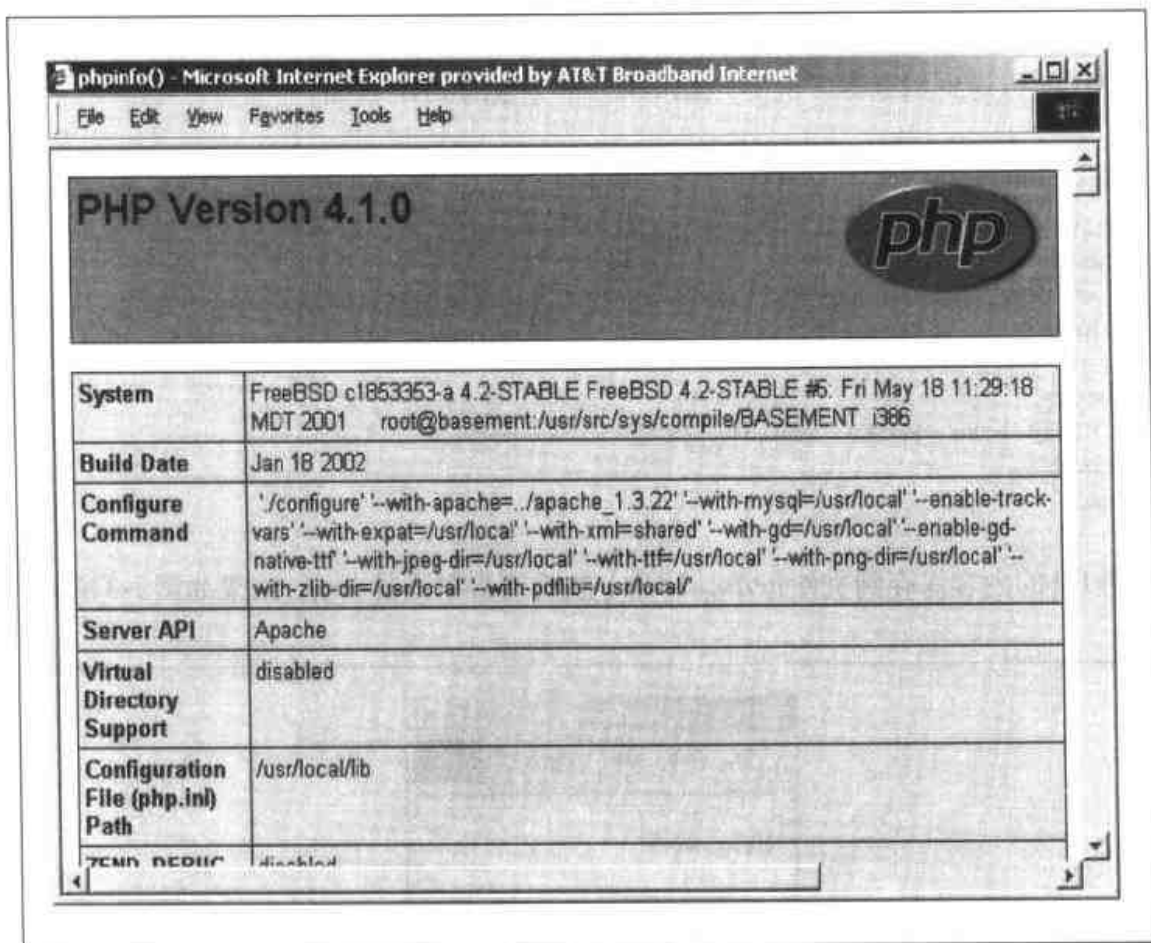 phpinfo() - Microsoft Internet Explorer provided by AT&T Broadband Internet
File Edit View Favorites Tools Help
PHP Version 4.1.0
php
System
FreeBSD c1853353-a 4.2-STABLE FreeBSD 4.2-STABLE #5: Fri May 18 11:29:18
MDT 2001 root@basement:/usr/src/sys/compile/BASEMENT i386
Build Date
Jan 18 2002
Configure
Command
'./configure' '--with-apache=../apache_1.3.22' '--with-mysql=/usr/local' '--enable-track-
vars' '--with-expat=/usr/local' '--with-xml=shared' '--with-gd=/usr/local' '--enable-gd-
native-ttf' '--with-jpeg-dir=/usr/local' '--with-ttf=/usr/local' '--with-png-dir=/usr/local' '--
with-zlib-dir=/usr/local' '--with-pdflib=/usr/local/'
Server API
Apache
Virtual
Directory
Support
disabled
Configuration
File (php.ini)
Path
/usr/local/lib
ZEND_DEBUG
disabled